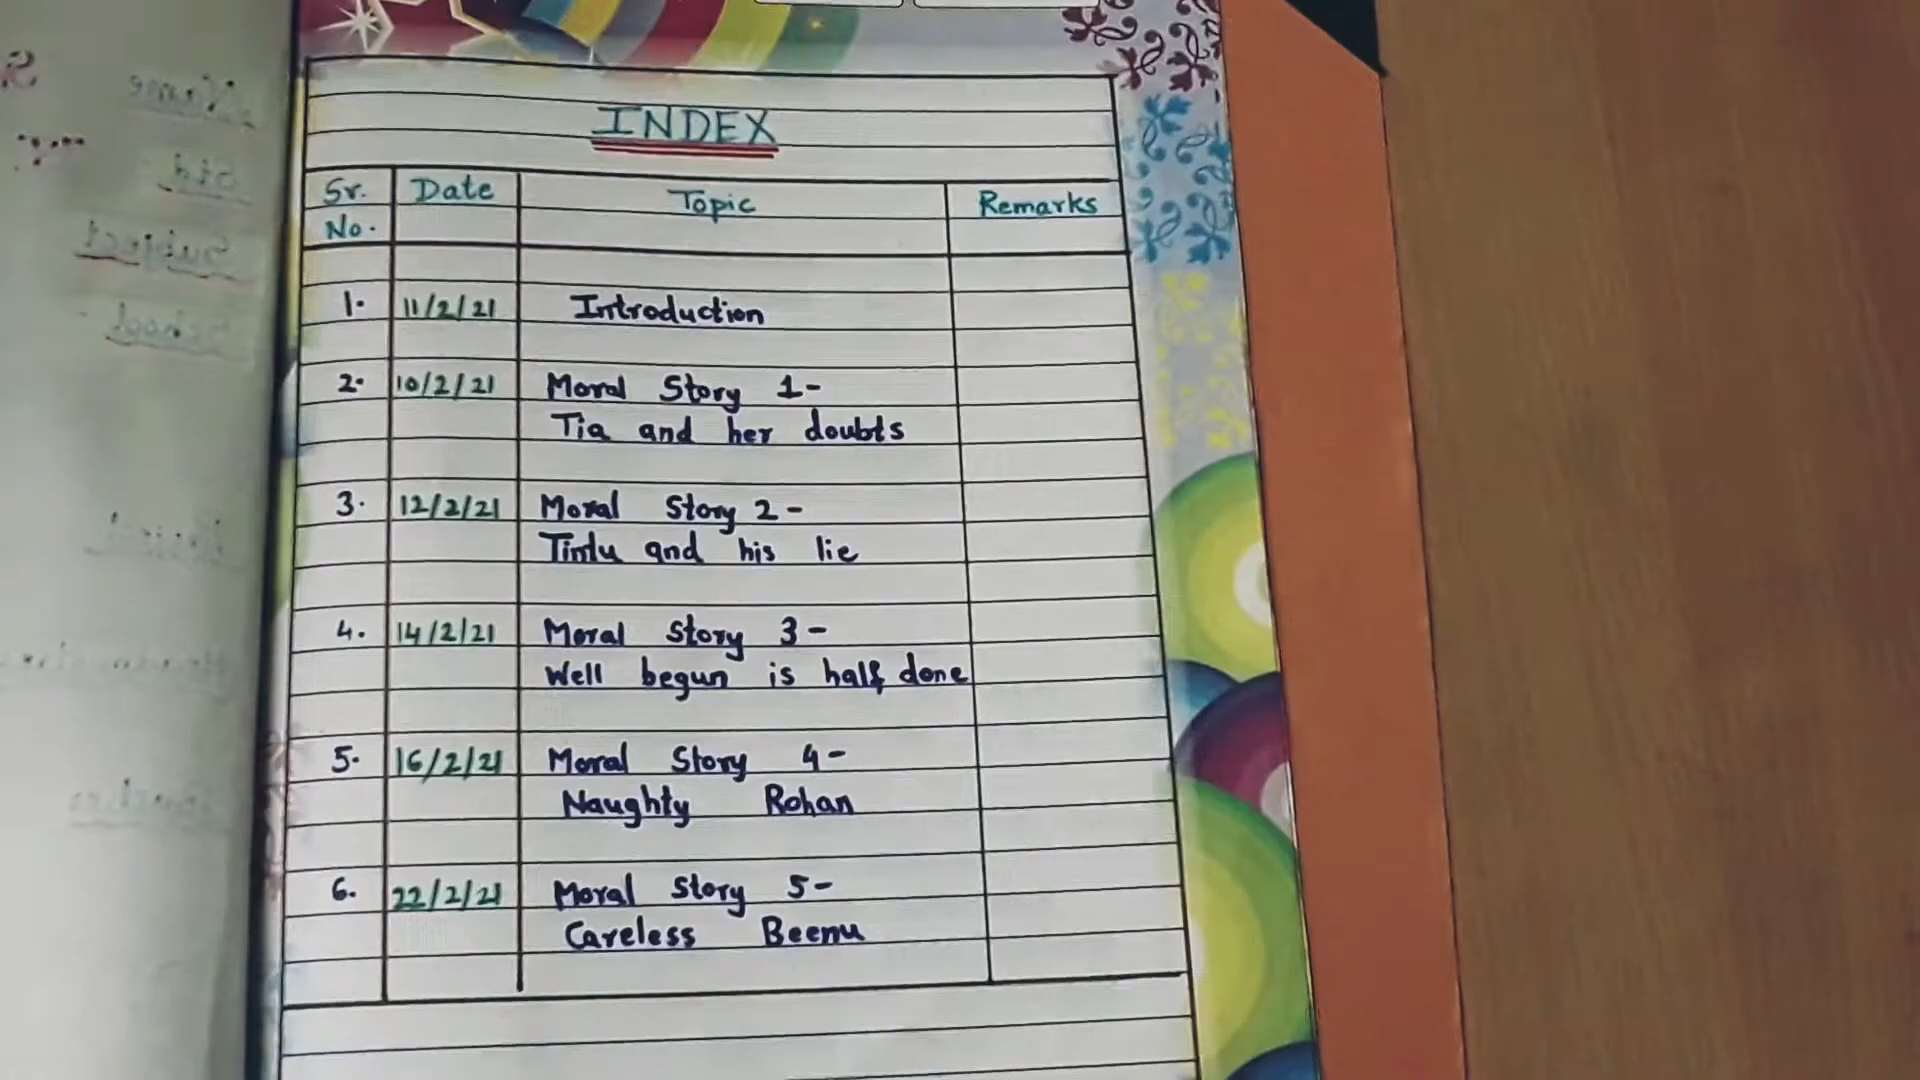 INDEX
Sr. No. Date Topic Remarks
1. 11/2/21 Introduction
2. 10/2/21 Moral Story 1-
Tia and her doubts
3. 12/2/21 Moral Story 2-
Tintu and his lie
4. 14/2/21 Moral Story 3-
Well begun is half done
5. 16/2/21 Moral Story 4-
Naughty Rohan
6. 22/2/21 Moral Story 5-
Careless Beenu